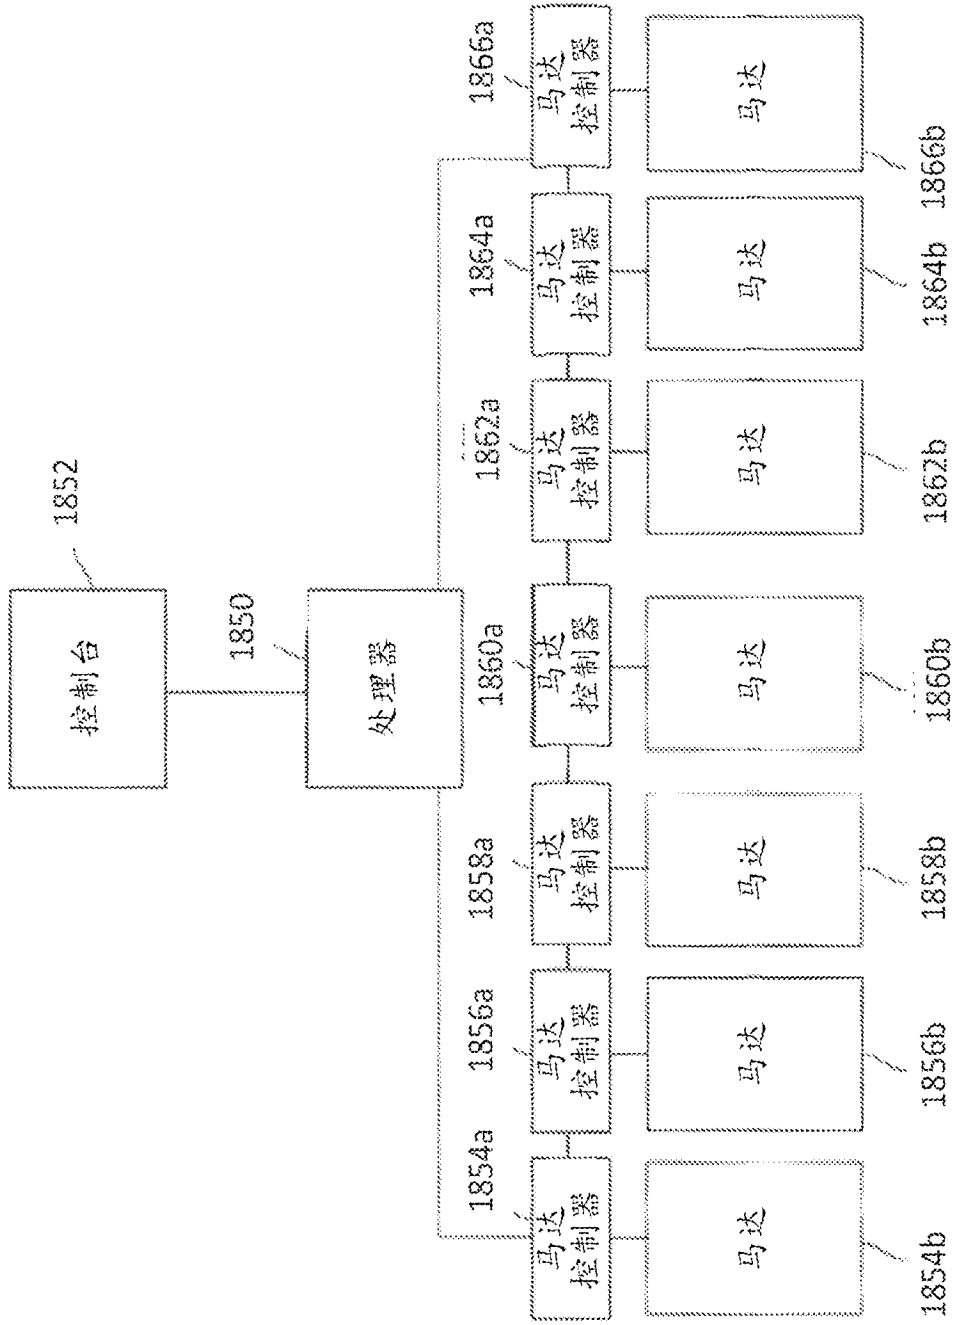 控制台
1852
1850
处理器
1854a
1856a
1858a
1860a
1862a
1864a
1866a
马达
控制器
马达
控制器
马达
控制器
马达
控制器
马达
控制器
马达
控制器
马达
控制器
马达
马达
马达
马达
马达
马达
马达
1854b
1856b
1858b
1860b
1862b
1864b
1866b